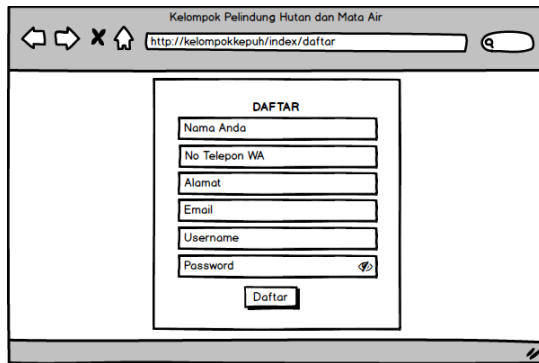 Kelompok Pelindung Hutan dan Mata Air
http://kelompokkepuh/index/daftar
DAFTAR
Nama Anda
No Telepon WA
Alamat
Email
Username
Password
Daftar